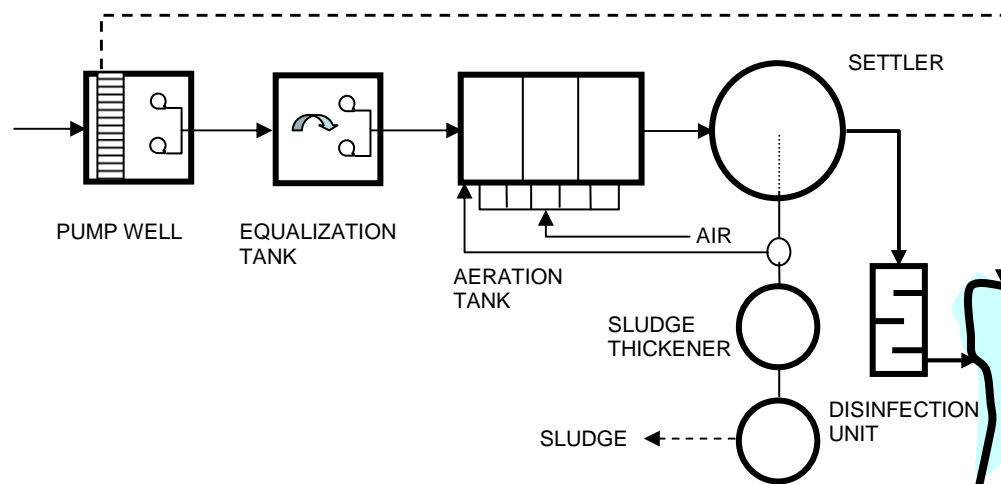 SETTLER
PUMP WELL
EQUALIZATION
TANK
AIR
AERATION
TANK
SLUDGE
THICKENER
DISINFECTION
UNIT
SLUDGE